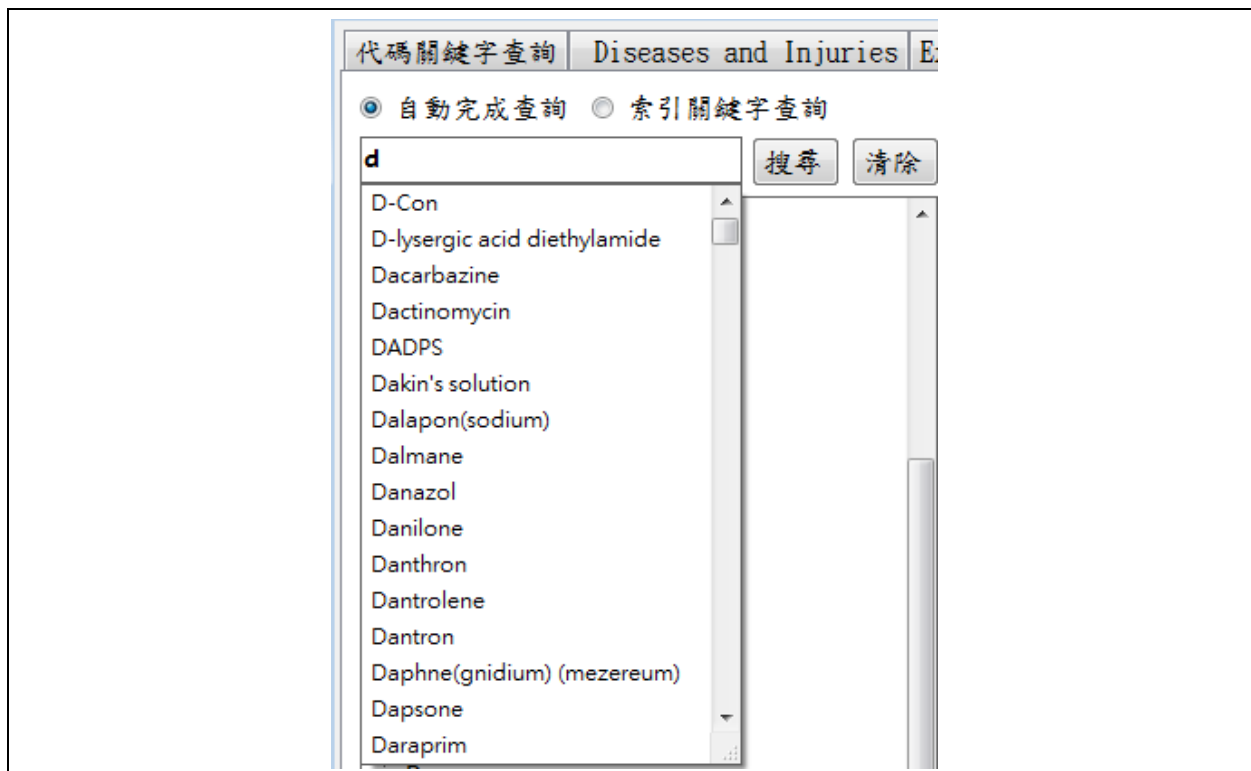 代碼關鍵字查詢 Diseases and Injuries
自動完成查詢 索引關鍵字查詢
d 搜尋 清除
D-Con
D-lysergic acid diethylamide
Dacarbazine
Dactinomycin
DADPS
Dakin's solution
Dalapon(sodium)
Dalmane
Danazol
Danilone
Danthron
Dantrolene
Dantron
Daphne(gnidium) (mezereum)
Dapsone
Daraprim